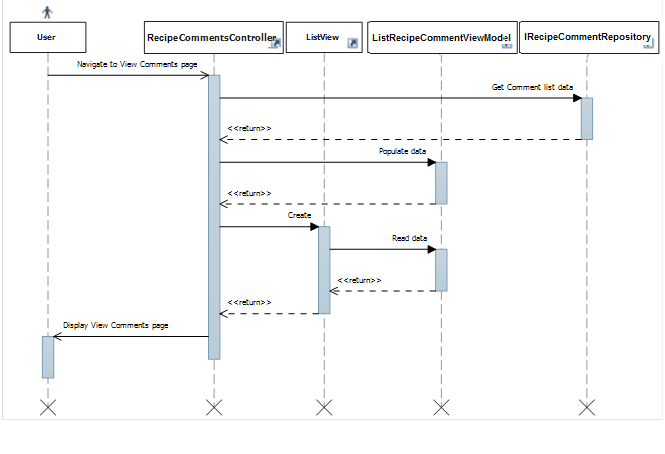 User
RecipeCommentsController
ListView
ListRecipeCommentViewModel
IRecipeCommentRepository
Navigate to View Comments page
Get Comment list data
<<return>>
Populate data
<<return>>
Create
Read data
<<return>>
<<return>>
Display View Comments page